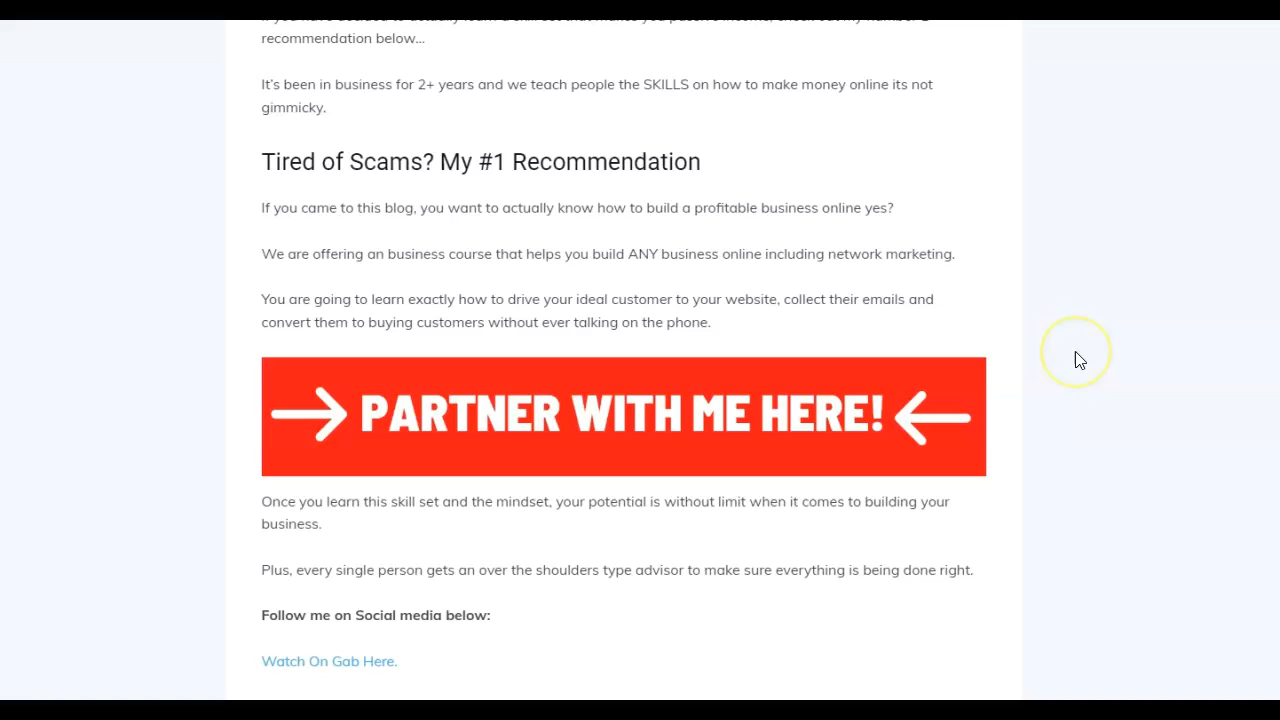 recommendation below...
It's been in business for 2+ years and we teach people the SKILLS on how to make money online its not
gimmicky.
Tired of Scams? My #1 Recommendation
If you came to this blog, you want to actually know how to build a profitable business online yes?
We are offering an business course that helps you build ANY business online including network marketing.
You are going to learn exactly how to drive your ideal customer to your website, collect their emails and
convert them to buying customers without ever talking on the phone.
PARTNER WITH ME HERE!
Once you learn this skill set and the mindset, your potential is without limit when it comes to building your
business.
Plus, every single person gets an over the shoulders type advisor to make sure everything is being done right.
Follow me on Social media below:
Watch On Gab Here.